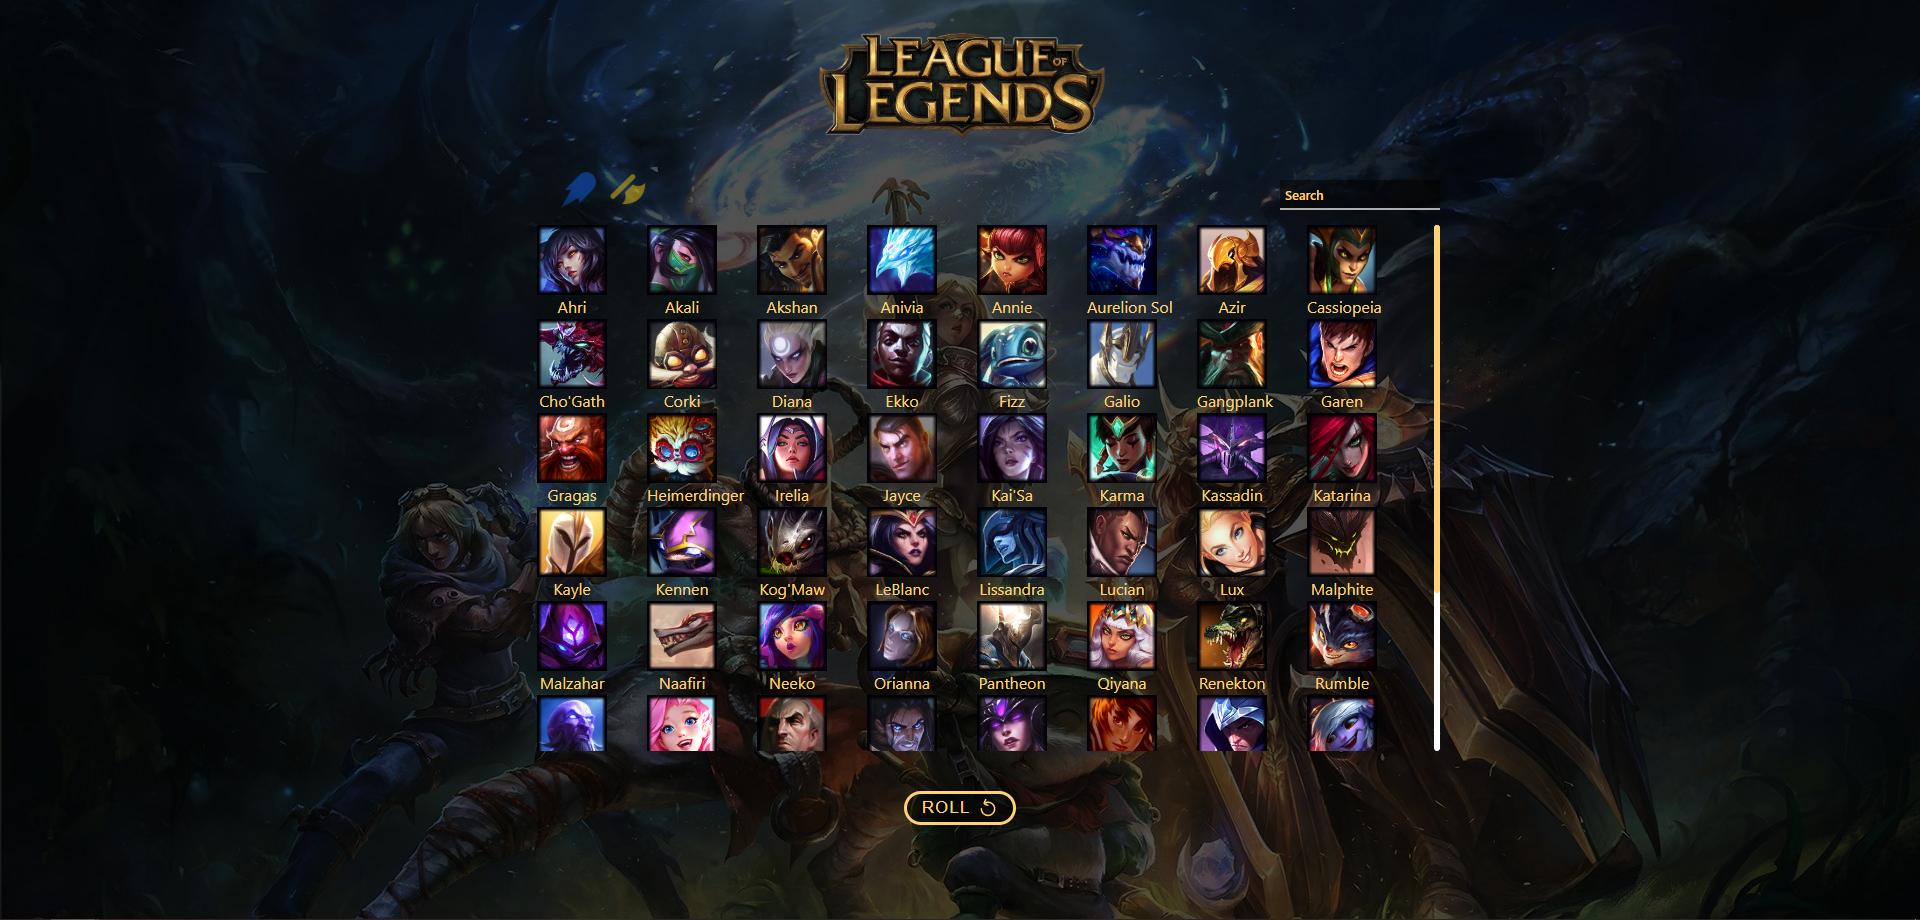 LEAGUE OF
LEGENDS
Search
Ahri Akali Akshan Anivia Annie Aurelion Sol Azir Cassiopeia
Cho'Gath Corki Diana Ekko Fizz Galio Gangplank Garen
Gragas Heimerdinger Irelia Jayce Kai'Sa Karma Kassadin Katarina
Kayle Kennen Kog'Maw LeBlanc Lissandra Lucian Lux Malphite
Malzahar Naafiri Neeko Orianna Pantheon Qiyana Renekton Rumble
ROLL